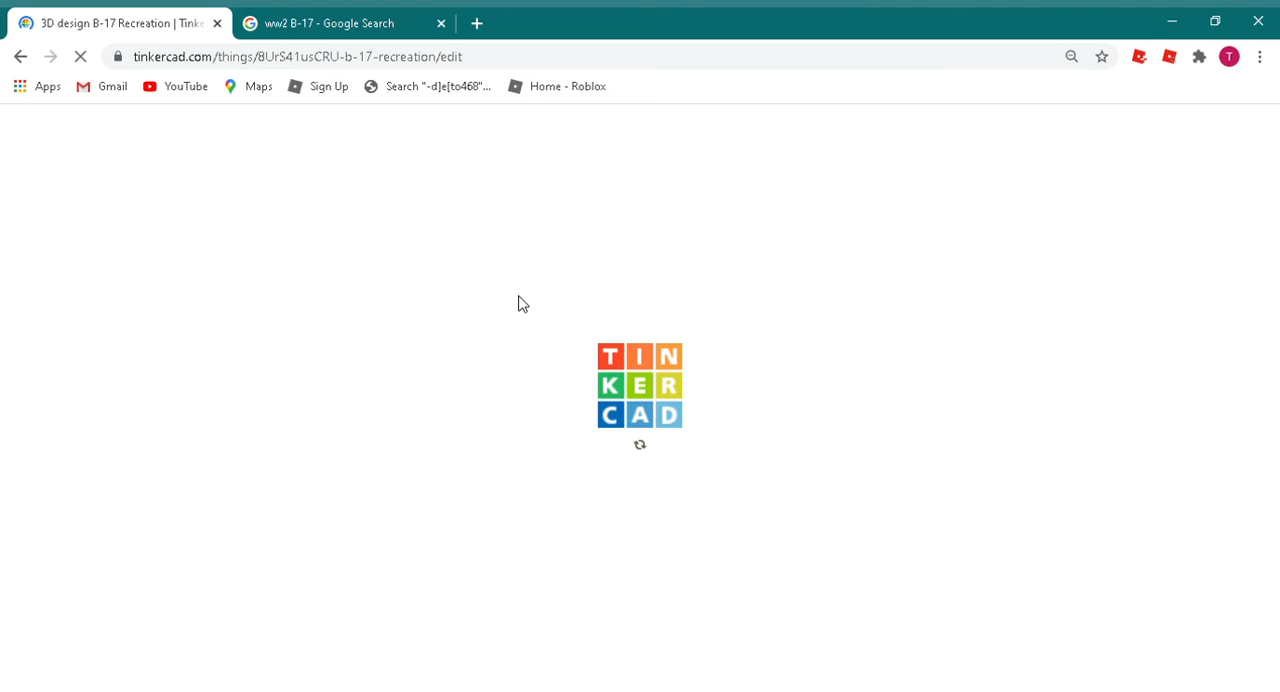 3D design B-17 Recreation | Tinke
ww2 B-17 - Google Search
tinkercad.com/things/8UrS41usCRU-b-17-recreation/edit
T
Apps
Gmail
YouTube
Maps
Sign Up
Search "-d]e[to468"...
Home - Roblox
TIN
KER
CAD